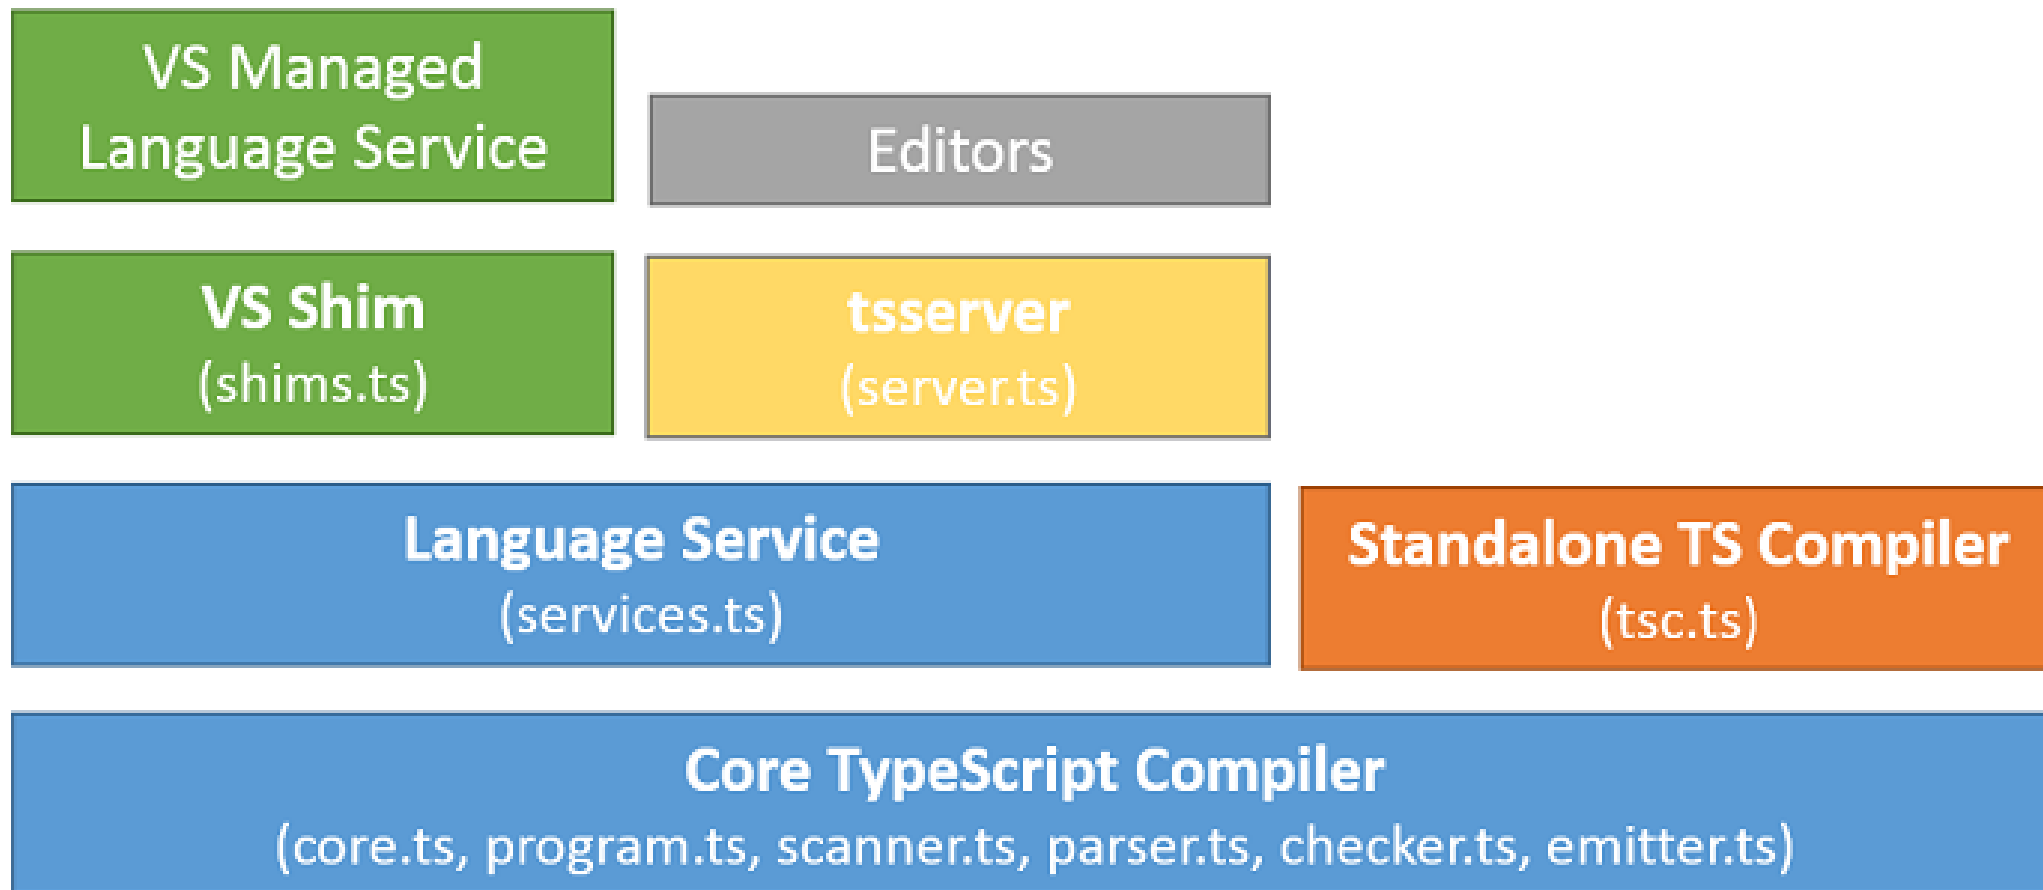 VS Managed
Language Service
Editors
VS Shim
(shims.ts)
tsserver
(server.ts)
Language Service
(services.ts)
Standalone TS Compiler
(tsc.ts)
Core TypeScript Compiler
(core.ts, program.ts, scanner.ts, parser.ts, checker.ts, emitter.ts)